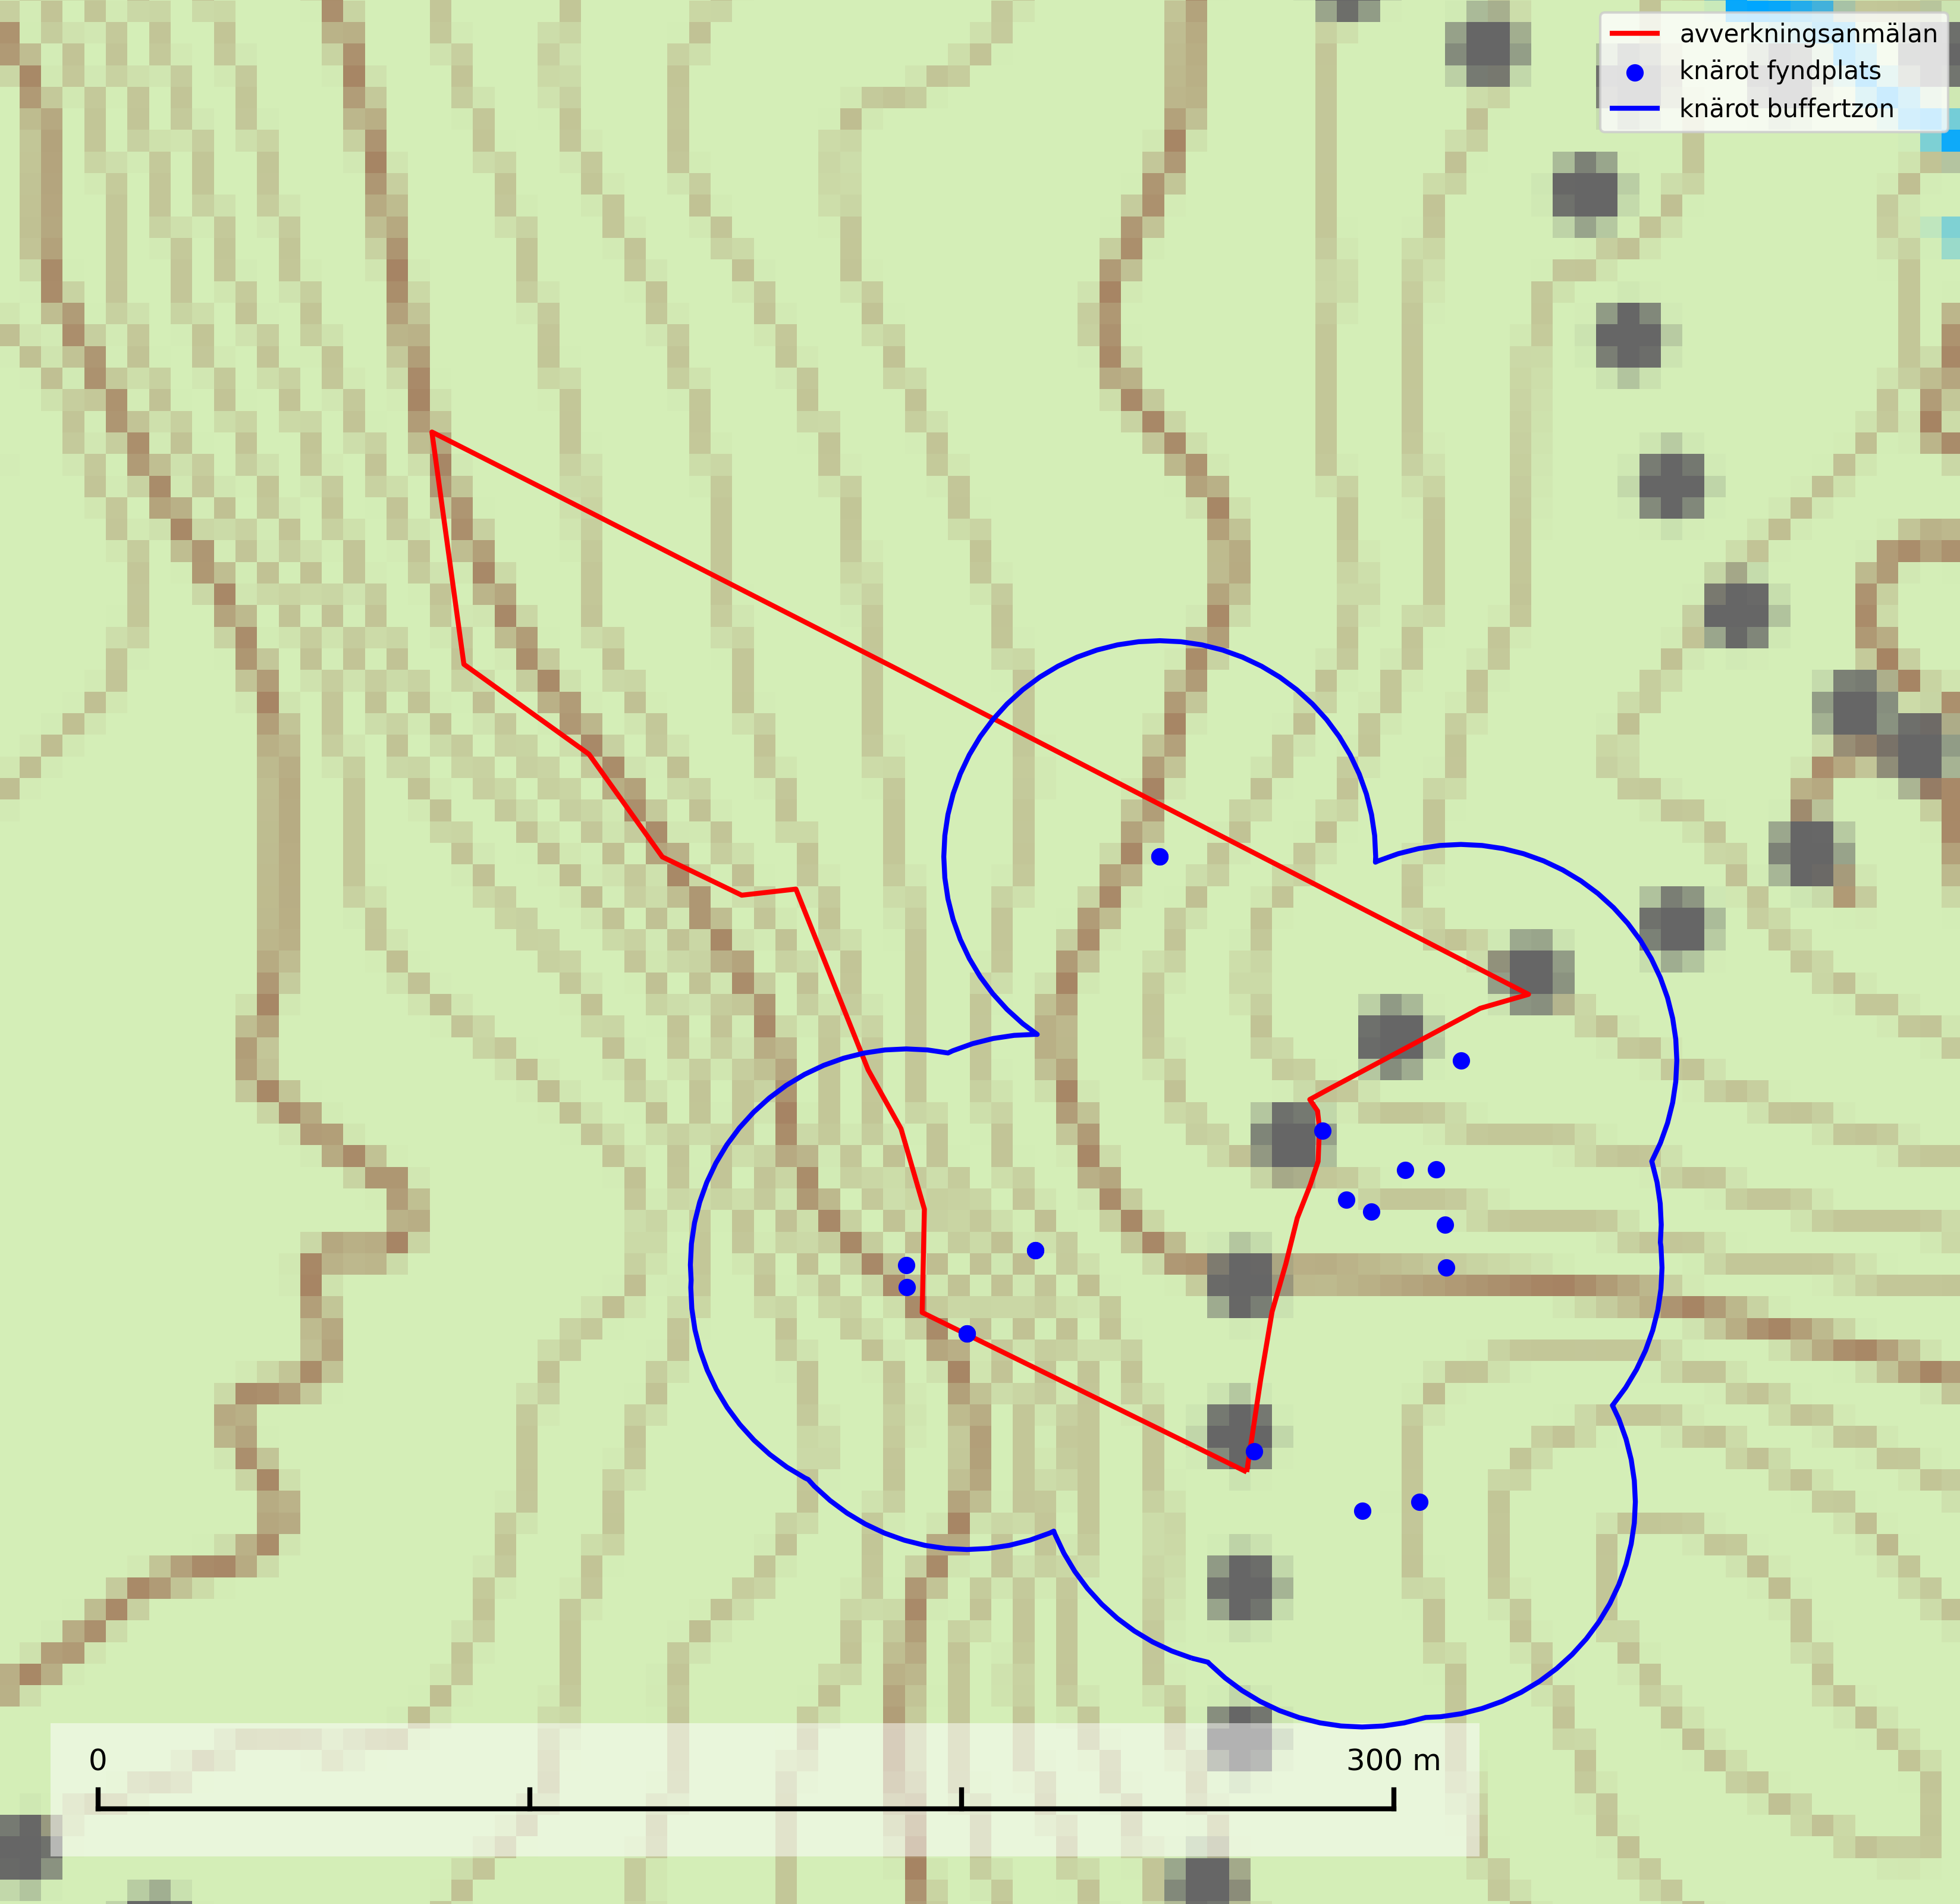 avverkningsanmälan
knärot fyndplats
knärot buffertzon
0 300 m